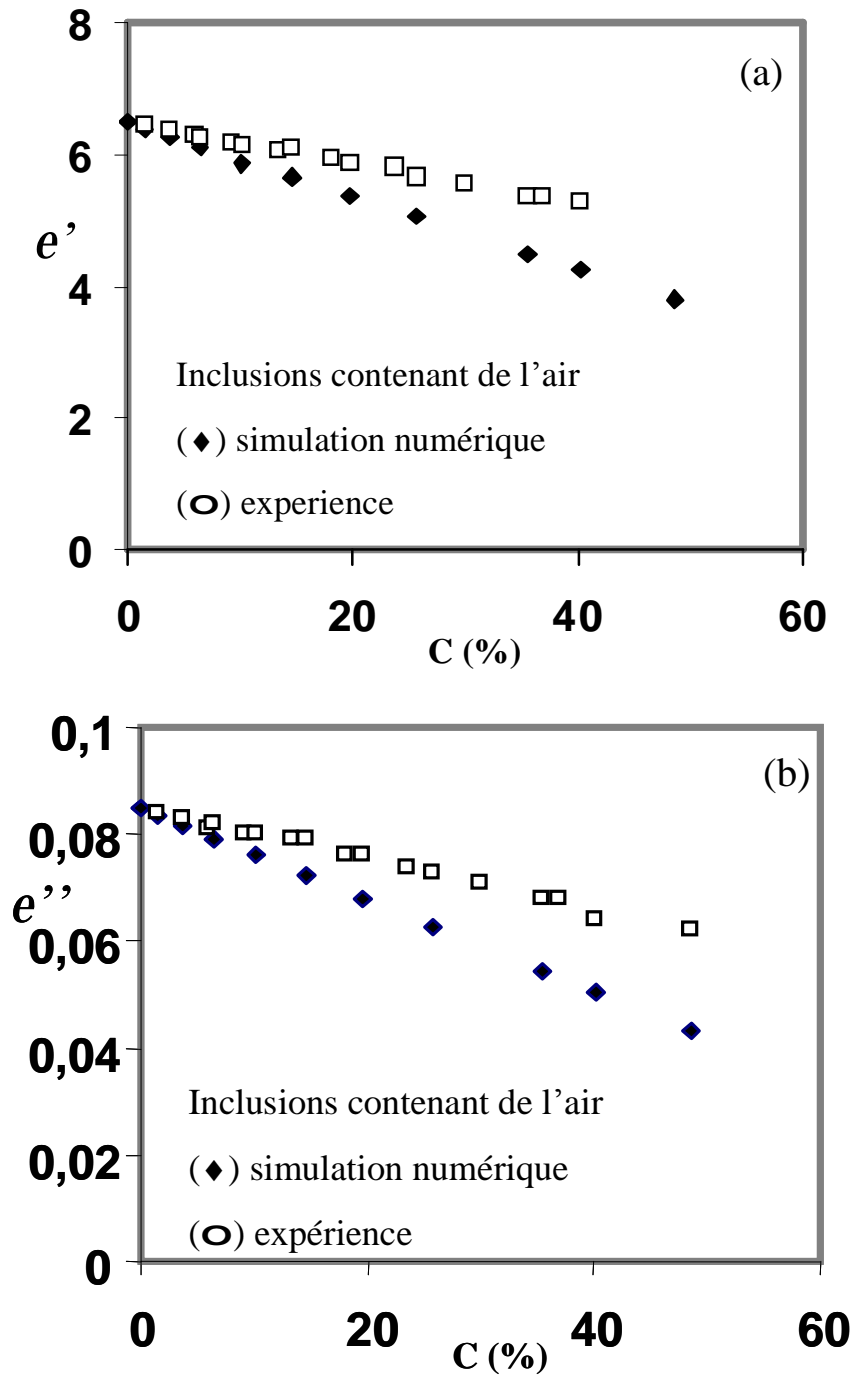 8
(a)
6
e’
4
Inclusions contenant de l’air
2
(♦) simulation numérique
(O) experience
0
0 20 40 60
C (%)
0,1
(b)
0,08
e’’
0,06
0,04
Inclusions contenant de l’air
0,02
(♦) simulation numérique
(O) expérience
0
0 20 40 60
C (%)